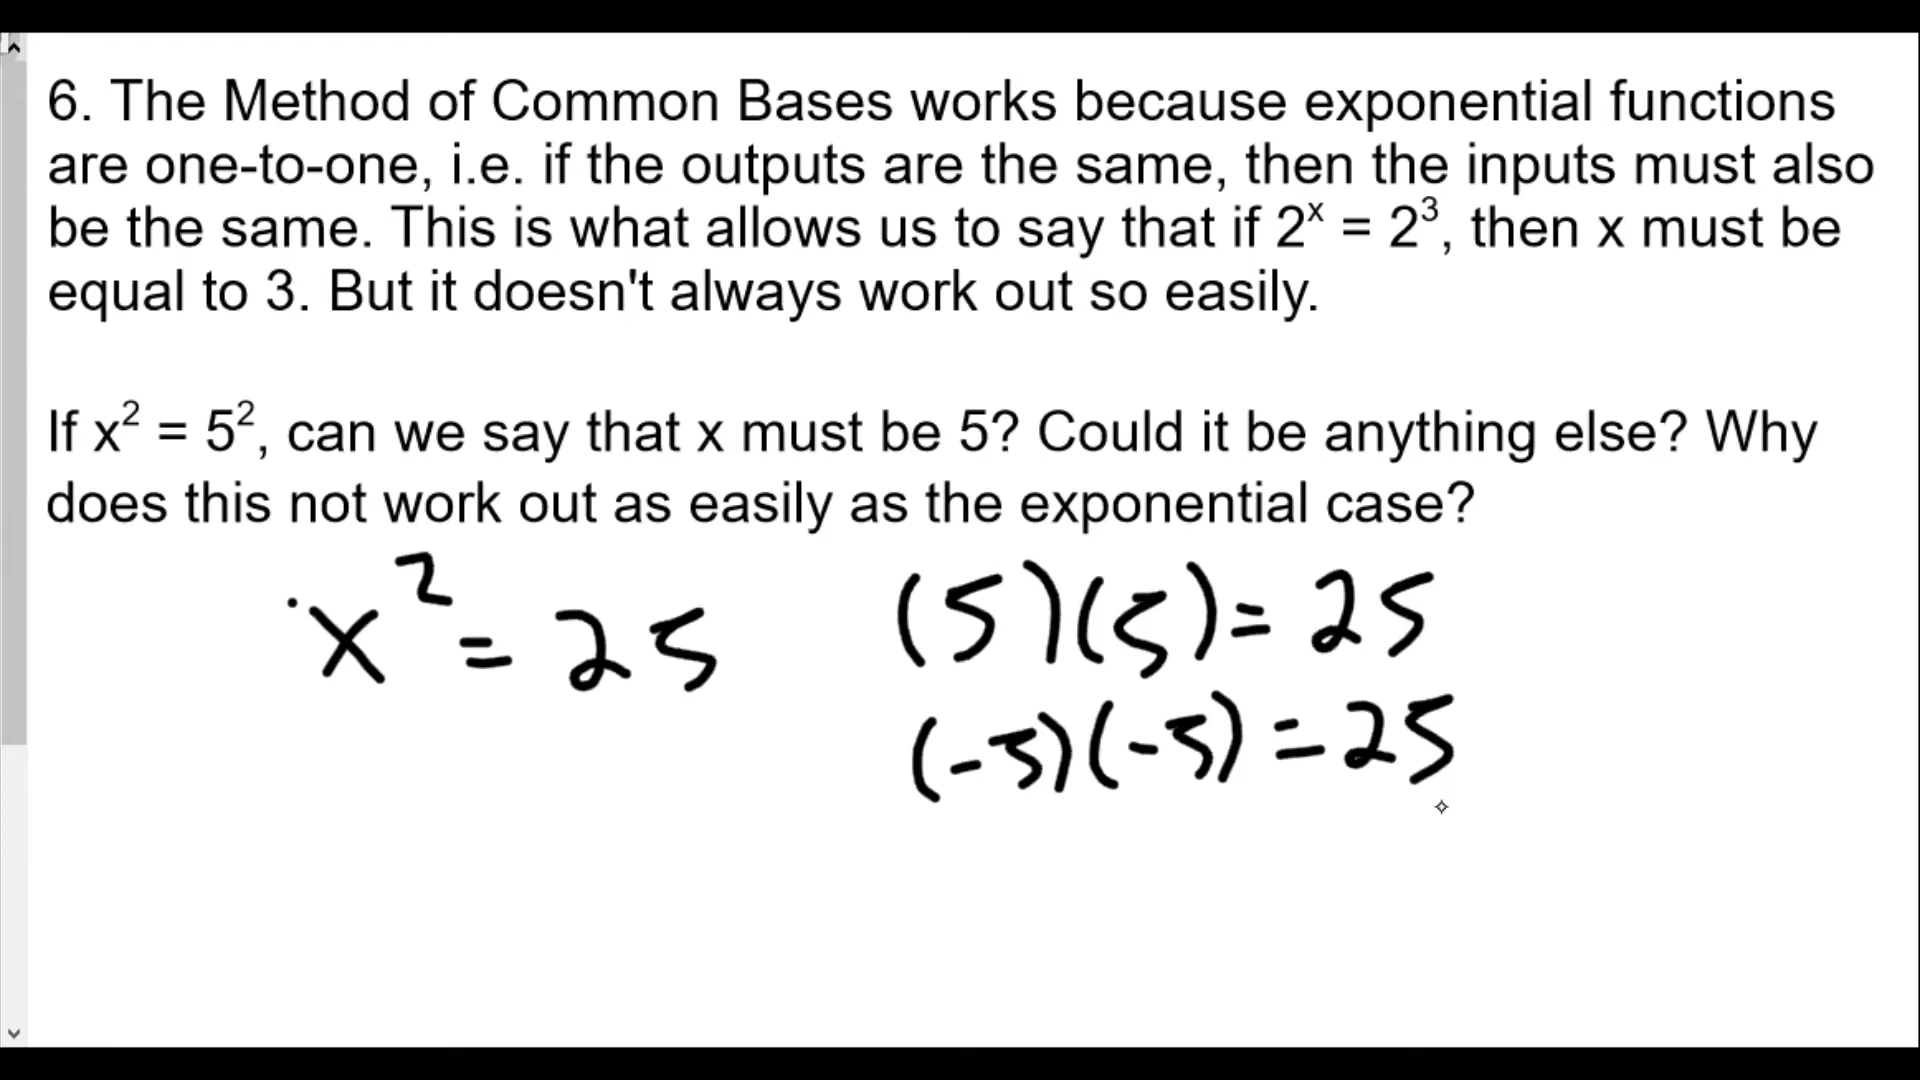 6. The Method of Common Bases works because exponential functions
are one-to-one, i.e. if the outputs are the same, then the inputs must also
be the same. This is what allows us to say that if 2ˣ = 2³, then x must be
equal to 3. But it doesn't always work out so easily.
If x² = 5², can we say that x must be 5? Could it be anything else? Why
does this not work out as easily as the exponential case?
x² = 25
(5)(5) = 25
(-5)(-5) = 25